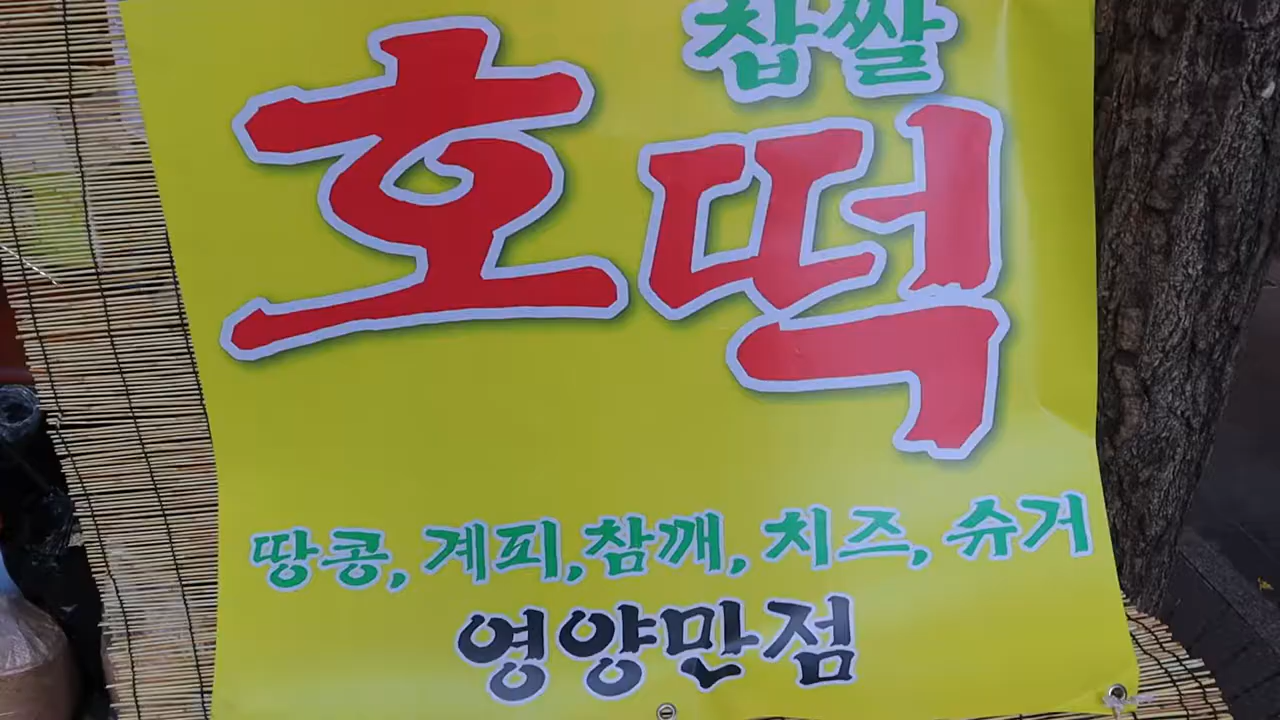 찹쌀
호떡
땅콩, 계피, 참깨, 치즈, 슈거
영양만점